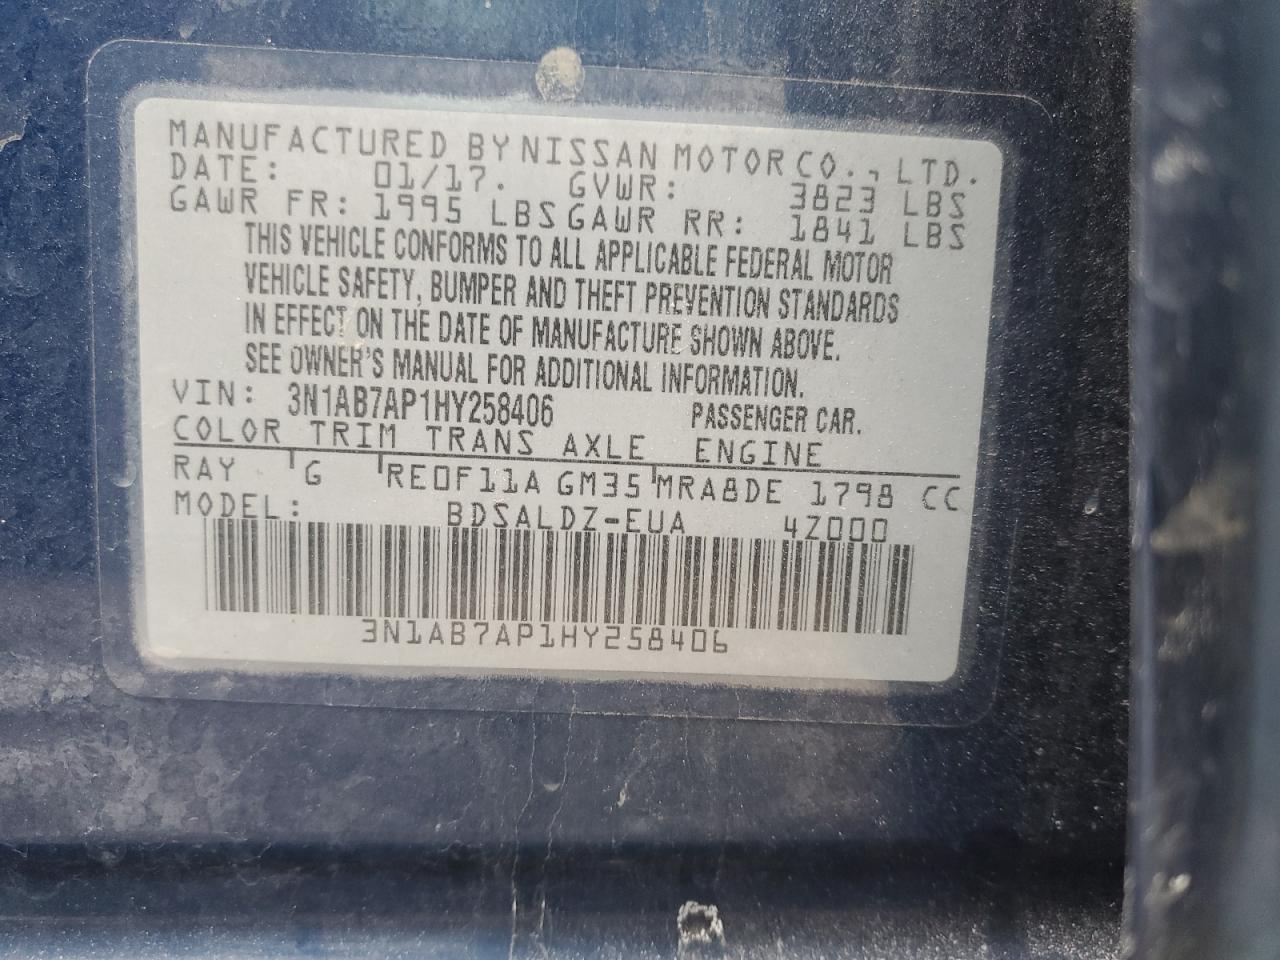 MANUFACTURED BY NISSAN MOTOR CO., LTD.
DATE: 01/17. GVWR: 3823 LBS
GAWR FR: 1995 LBS GAWR RR: 1841 LBS
THIS VEHICLE CONFORMS TO ALL APPLICABLE FEDERAL MOTOR
VEHICLE SAFETY, BUMPER AND THEFT PREVENTION STANDARDS
IN EFFECT ON THE DATE OF MANUFACTURE SHOWN ABOVE.
SEE OWNER'S MANUAL FOR ADDITIONAL INFORMATION.
VIN: 3N1AB7AP1HY258406 PASSENGER CAR.
COLOR TRIM TRANS AXLE ENGINE
RAY G RE0F11A GM35 MRA8DE 1798 CC
MODEL: BDSALDZ-EUA 4Z000
3N1AB7AP1HY258406